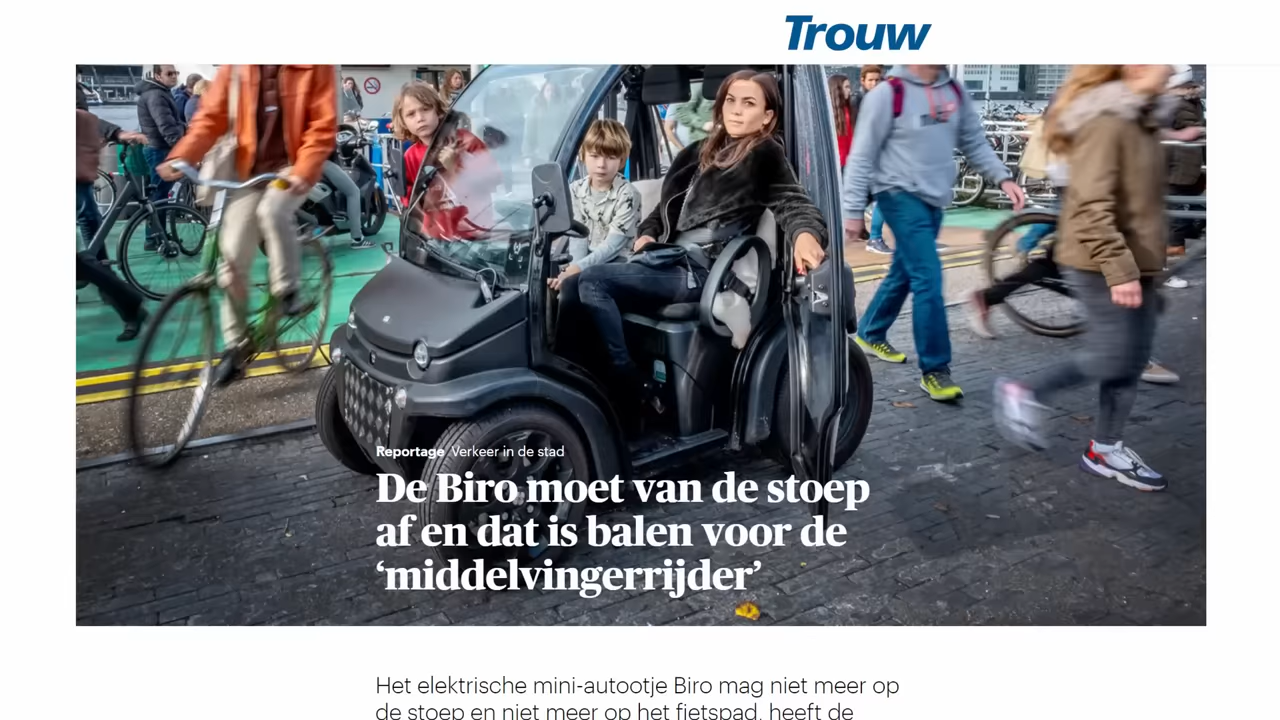 Trouw
Reportage Verkeer in de stad
De Biro moet van de stoep
af en dat is balen voor de
‘middelvingerrijder’
Het elektrische mini-autootje Biro mag niet meer op
de stoep en niet meer op het fietspad, heeft de